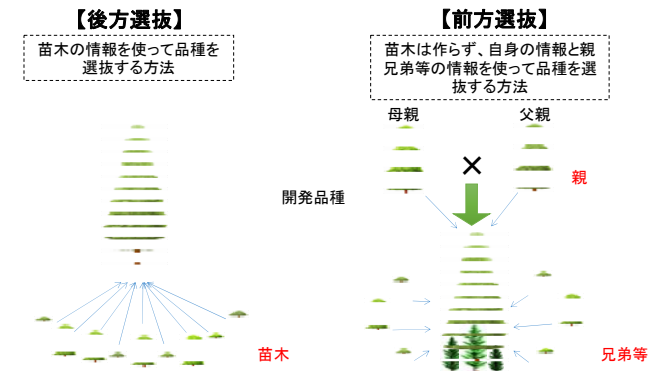 【後方選抜】
苗木の情報を使って品種を
選抜する方法
苗木
開発品種
【前方選抜】
苗木は作らず、自身の情報と親
兄弟等の情報を使って品種を選
抜する方法
母親
父親
×
親
兄弟等